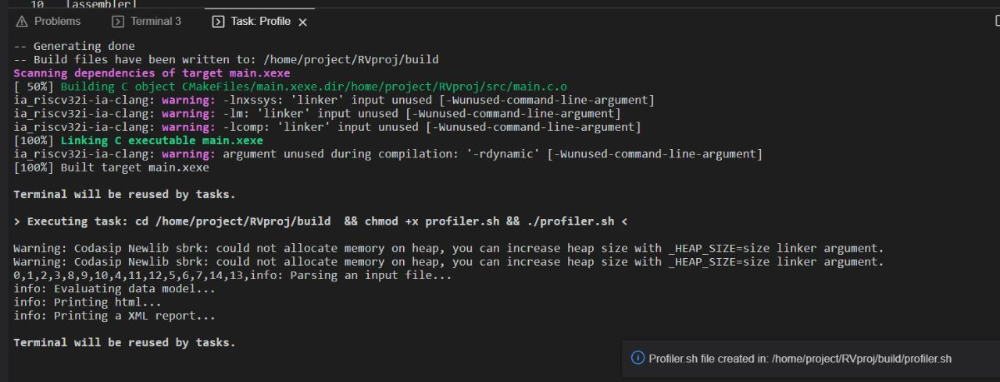 10 [assembler]
Problems Terminal 3 Task: Profile
-- Generating done
-- Build files have been written to: /home/project/RVproj/build
Scanning dependencies of target main.xexe
[ 50%] Building C object CMakeFiles/main.xexe.dir/home/project/RVproj/src/main.c.o
ia_riscv32i-ia-clang: warning: -lnxssys: 'linker' input unused [-Wunused-command-line-argument]
ia_riscv32i-ia-clang: warning: -lm: 'linker' input unused [-Wunused-command-line-argument]
ia_riscv32i-ia-clang: warning: -lcomp: 'linker' input unused [-Wunused-command-line-argument]
[100%] Linking C executable main.xexe
ia_riscv32i-ia-clang: warning: argument unused during compilation: '-rdynamic' [-Wunused-command-line-argument]
[100%] Built target main.xexe
Terminal will be reused by tasks.
> Executing task: cd /home/project/RVproj/build  && chmod +x profiler.sh && ./profiler.sh <
Warning: Codasip Newlib sbrk: could not allocate memory on heap, you can increase heap size with _HEAP_SIZE=size linker argument.
Warning: Codasip Newlib sbrk: could not allocate memory on heap, you can increase heap size with _HEAP_SIZE=size linker argument.
0,1,2,3,8,9,10,4,11,12,5,6,7,14,13,info: Parsing an input file...
info: Evaluating data model...
info: Printing html...
info: Printing a XML report...
Terminal will be reused by tasks.
Profiler.sh file created in: /home/project/RVproj/build/profiler.sh